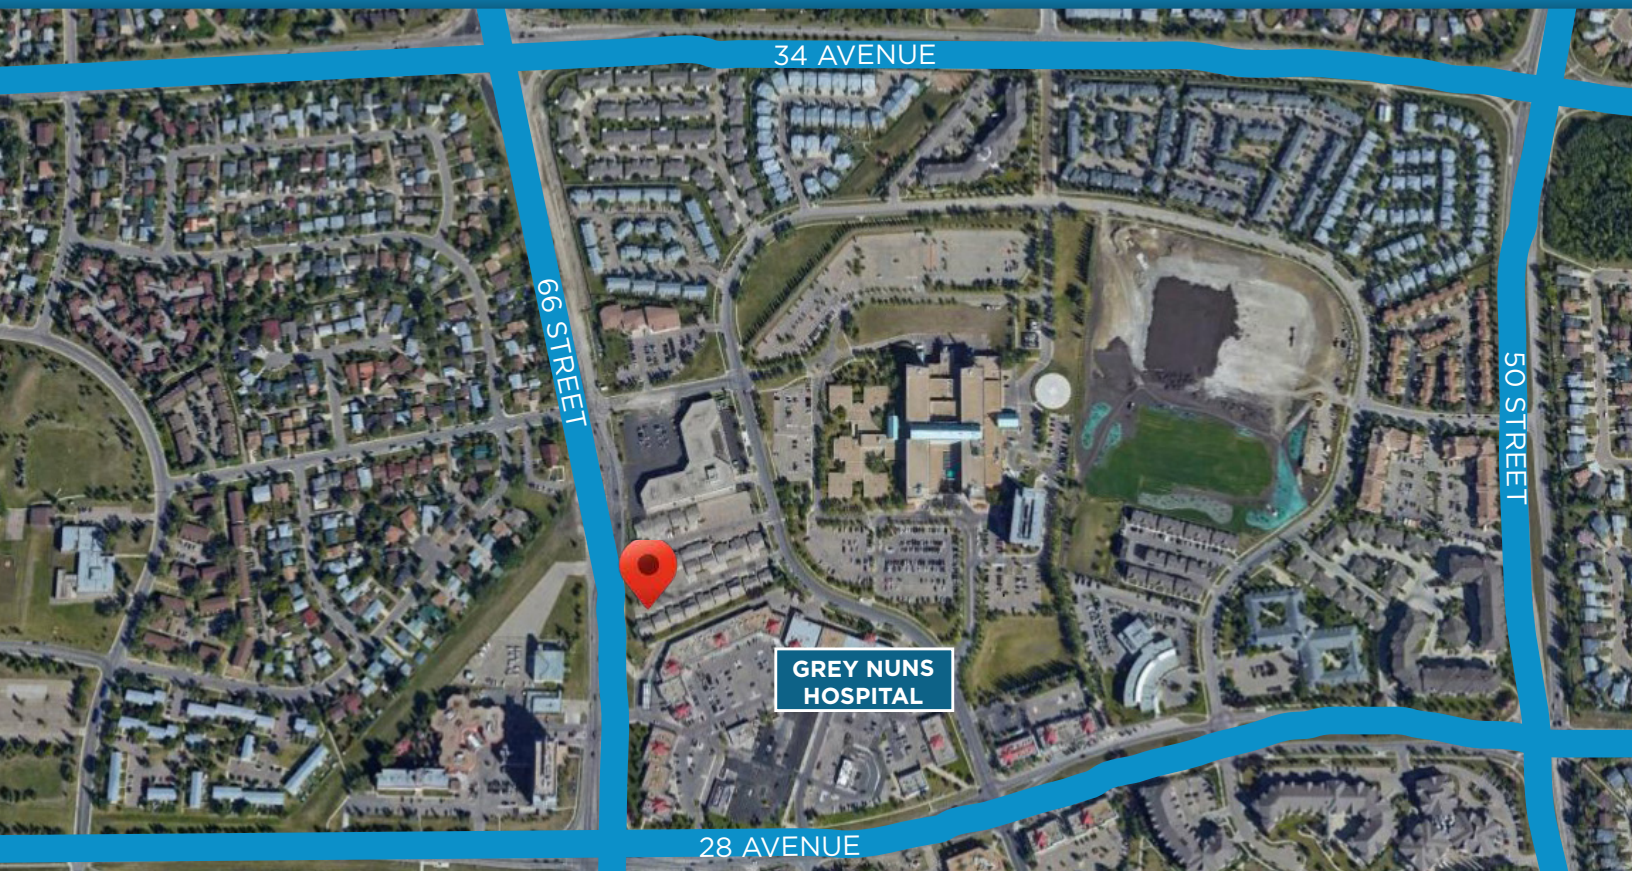 34 AVENUE
66 STREET
50 STREET
GREY NUNS
HOSPITAL
28 AVENUE